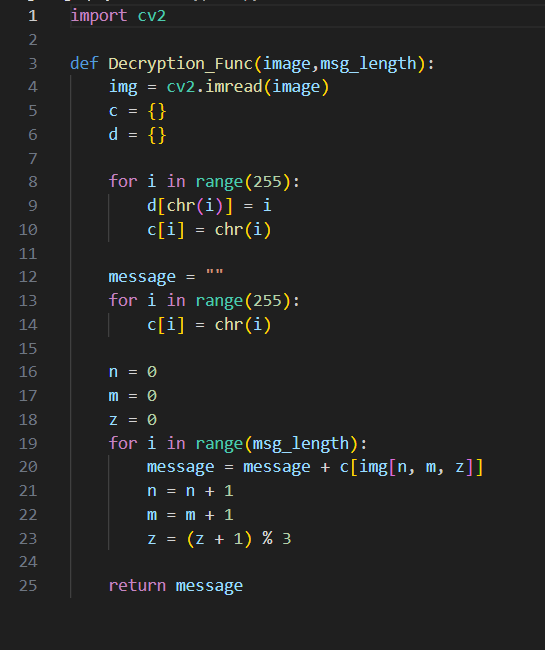 1 import cv2
2
3 def Decryption_Func(image,msg_length):
4     img = cv2.imread(image)
5     c = {}
6     d = {}
7
8     for i in range(255):
9         d[chr(i)] = i
10         c[i] = chr(i)
11
12     message = ""
13     for i in range(255):
14         c[i] = chr(i)
15
16     n = 0
17     m = 0
18     z = 0
19     for i in range(msg_length):
20         message = message + c[img[n, m, z]]
21         n = n + 1
22         m = m + 1
23         z = (z + 1) % 3
24
25     return message